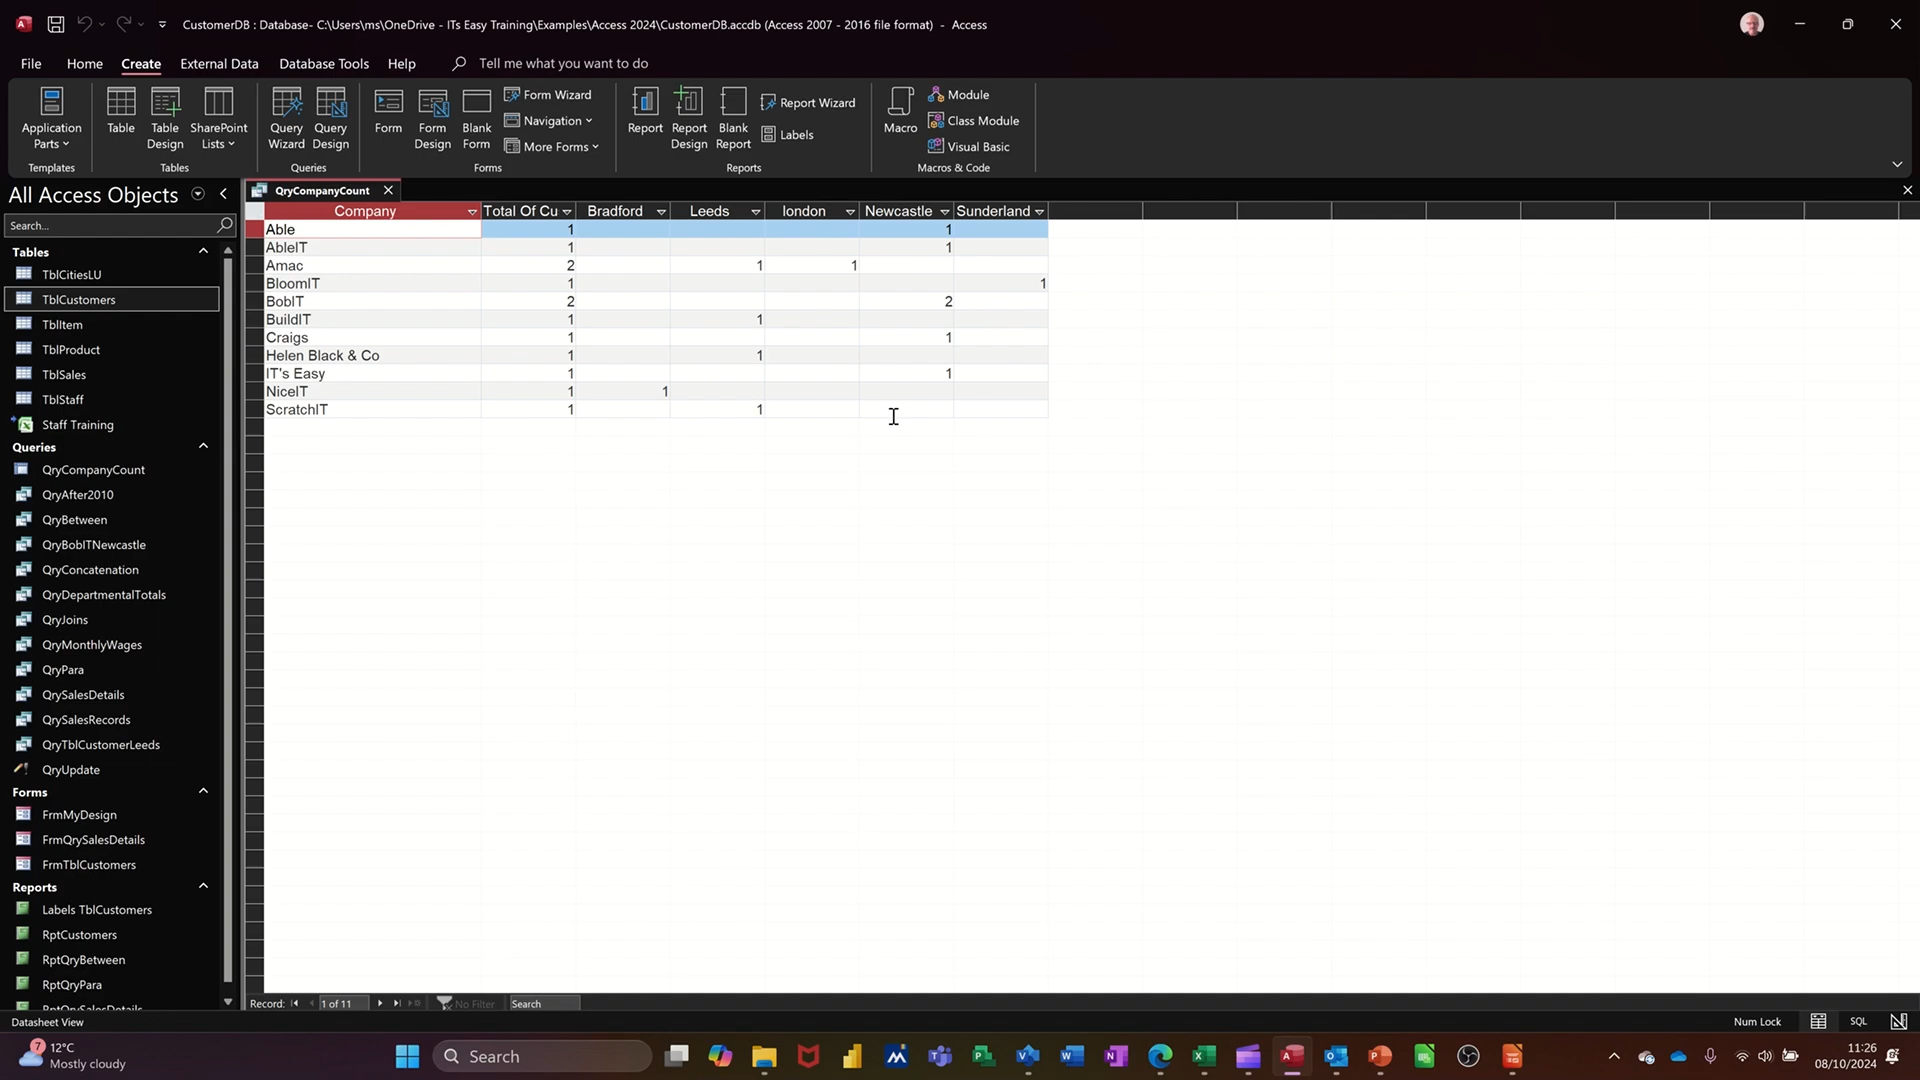 CustomerDB : Database- C:\Users\ms\OneDrive - ITs Easy Training\Examples\Access 2024\CustomerDB.accdb (Access 2007 - 2016 file format) - Access
File Home Create External Data Database Tools Help Tell me what you want to do
Application Parts
Templates
Table
Table Design
SharePoint Lists
Tables
Query Wizard
Query Design
Queries
Form
Form Design
Blank Form
Form Wizard
Navigation
More Forms
Forms
Report
Report Design
Blank Report
Report Wizard
Labels
Reports
Macro
Module
Class Module
Visual Basic
Macros & Code
All Access Objects
Search...
Tables
TblCitiesLU
TblCustomers
TblItem
TblProduct
TblSales
TblStaff
Staff Training
Queries
QryCompanyCount
QryAfter2010
QryBetween
QryBobITNewcastle
QryConcatenation
QryDepartmentalTotals
QryJoins
QryMonthlyWages
QryPara
QrySalesDetails
QrySalesRecords
QryTblCustomerLeeds
QryUpdate
Forms
FrmMyDesign
FrmQrySalesDetails
FrmTblCustomers
Reports
Labels TblCustomers
RptCustomers
RptQryBetween
RptQryPara
RptQrySalesDetails
QryCompanyCount
Company Total Of Cu Bradford Leeds london Newcastle Sunderland
Able 1 1
AbleIT 1 1
Amac 2 1 1
BloomIT 1 1
BobIT 2 2
BuildIT 1 1
Craigs 1 1
Helen Black & Co 1 1
IT's Easy 1 1
NiceIT 1 1
ScratchIT 1 1
Record: 1 of 11 No Filter Search
Datasheet View Num Lock SQL
7 12°C
Mostly cloudy
Search
11:26
08/10/2024